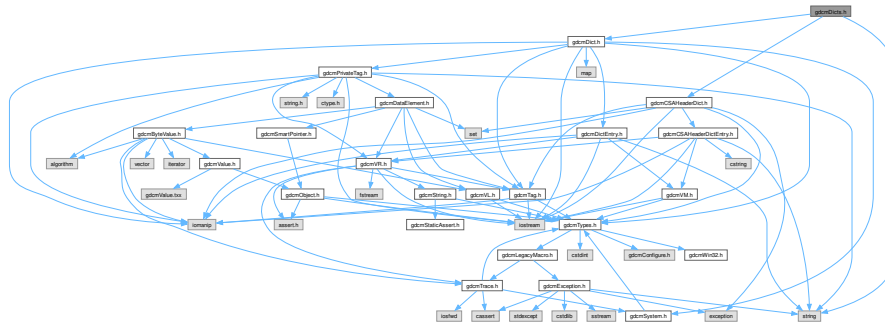 gdcmDicts.h
gdcmDict.h
gdcmPrivateTag.h
map
string.h
ctype.h
gdcmDataElement.h
gdcmCSAHeaderDict.h
gdcmByteValue.h
gdcmSmartPointer.h
set
gdcmDictEntry.h
gdcmCSAHeaderDictEntry.h
algorithm
vector
iterator
gdcmValue.h
gdcmVR.h
cstring
gdcmValue.txx
gdcmObject.h
fstream
gdcmString.h
gdcmVL.h
gdcmTag.h
gdcmVM.h
iomanip
assert.h
gdcmStaticAssert.h
iostream
gdcmTypes.h
gdcmLegacyMacro.h
cstdint
gdcmConfigure.h
gdcmWin32.h
gdcmTrace.h
gdcmException.h
iosfwd
cassert
stdexcept
cstdlib
sstream
gdcmSystem.h
exception
string